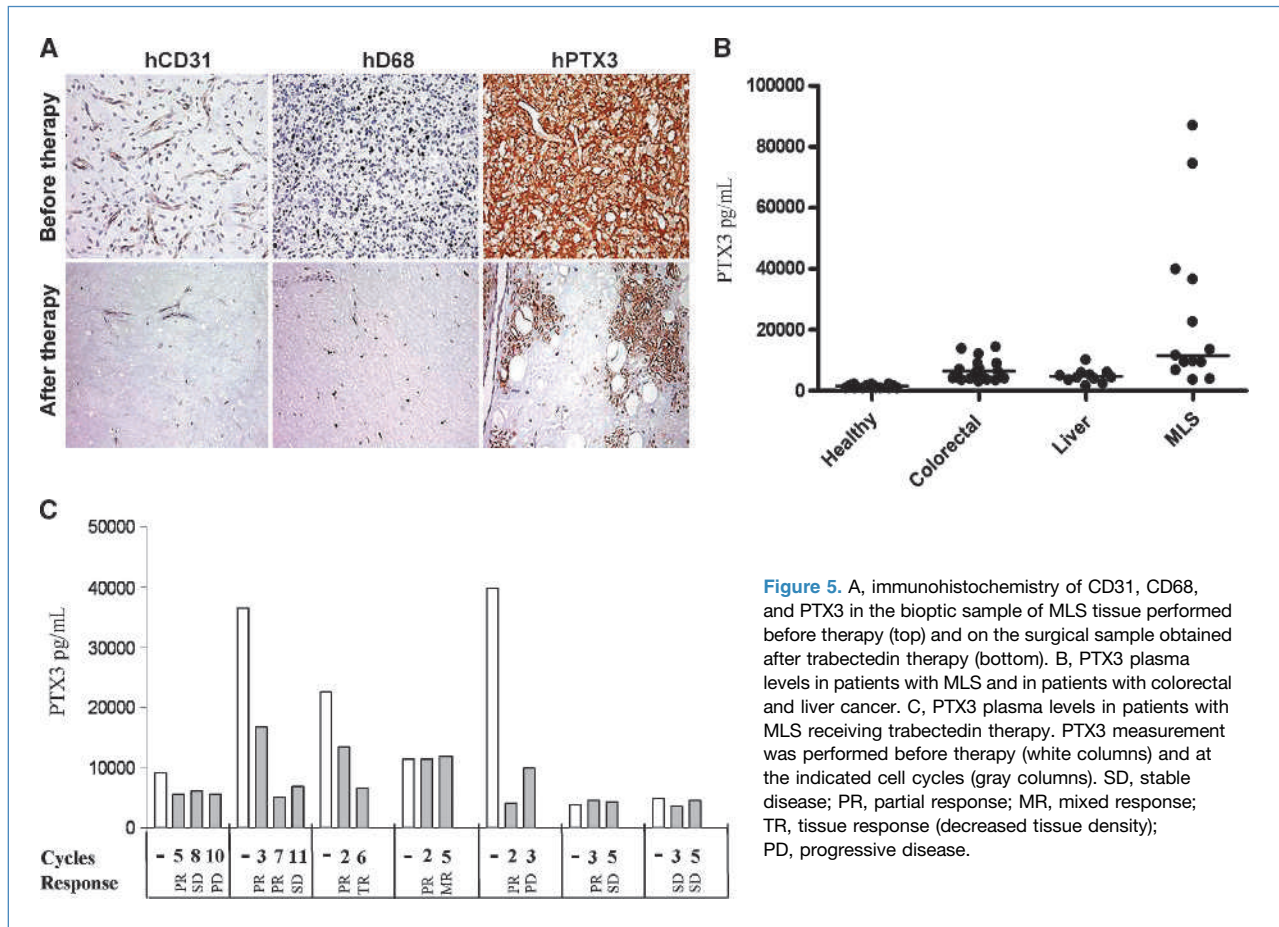 A
hCD31 hD68 hPTX3
Before therapy
After therapy
B
PTX3 pg/mL
100000
80000
60000
40000
20000
0
Healthy Colorectal Liver MLS
C
PTX3 pg/mL
50000
40000
30000
20000
10000
0
Cycles - 5 8 10 - 3 7 11 - 2 6 - 2 5 - 2 3 - 3 5 - 3 5
Response PR SD PD PR PR SD PR TR PR MR PR PD PR SD SD SD
Figure 5. A, immunohistochemistry of CD31, CD68,
and PTX3 in the bioptic sample of MLS tissue performed
before therapy (top) and on the surgical sample obtained
after trabectedin therapy (bottom). B, PTX3 plasma
levels in patients with MLS and in patients with colorectal
and liver cancer. C, PTX3 plasma levels in patients with
MLS receiving trabectedin therapy. PTX3 measurement
was performed before therapy (white columns) and at
the indicated cell cycles (gray columns). SD, stable
disease; PR, partial response; MR, mixed response;
TR, tissue response (decreased tissue density);
PD, progressive disease.